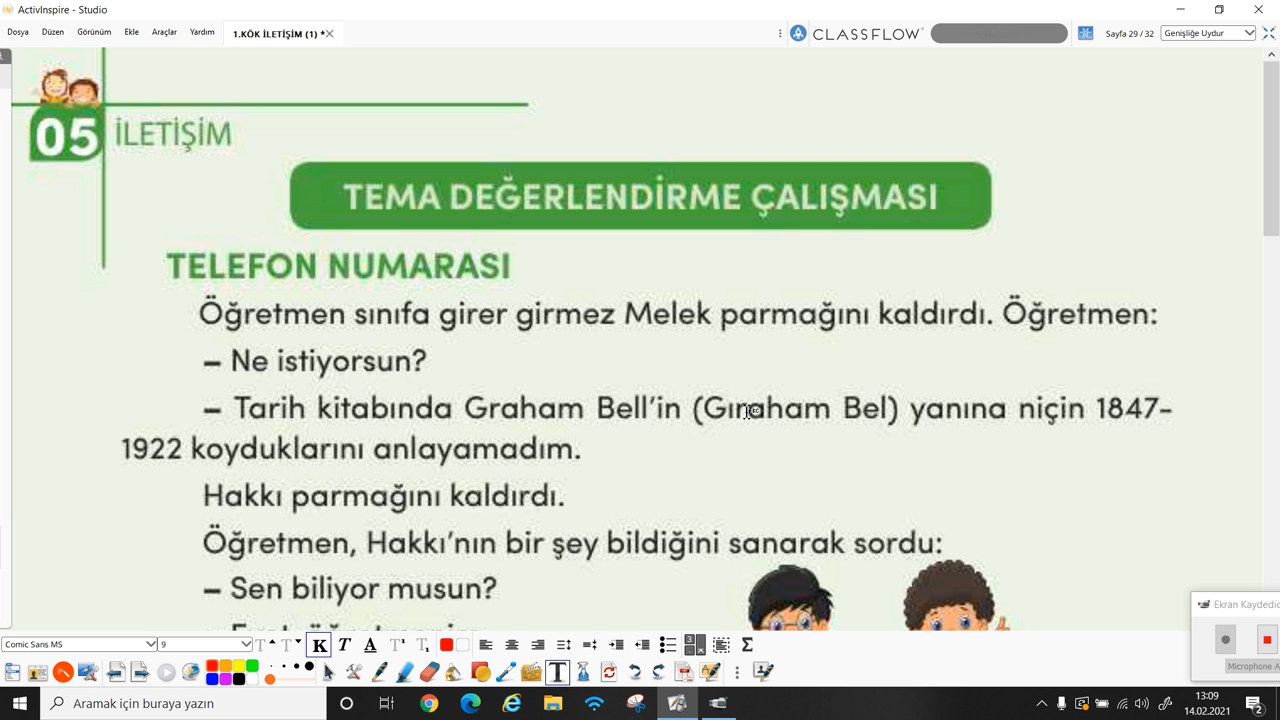 ActivInspire - Studio
Dosya Düzen Görünüm Ekle Araçlar Yardım 1.KÖK İLETİŞİM (1) * CLASSFLOW Sayfa 29 / 32 Genişliğe Uydur
05 İLETİŞİM
TEMA DEĞERLENDİRME ÇALIŞMASI
TELEFON NUMARASI
Öğretmen sınıfa girer girmez Melek parmağını kaldırdı. Öğretmen:
– Ne istiyorsun?
– Tarih kitabında Graham Bell’in (Gıraham Bel) yanına niçin 1847-
1922 koyduklarını anlayamadım.
Hakkı parmağını kaldırdı.
Öğretmen, Hakkı’nın bir şey bildiğini sanarak sordu:
– Sen biliyor musun?
Ekran Kaydedic
Microphone A
Comic Sans MS 9 K T A
Aramak için buraya yazın
13:09
14.02.2021
2